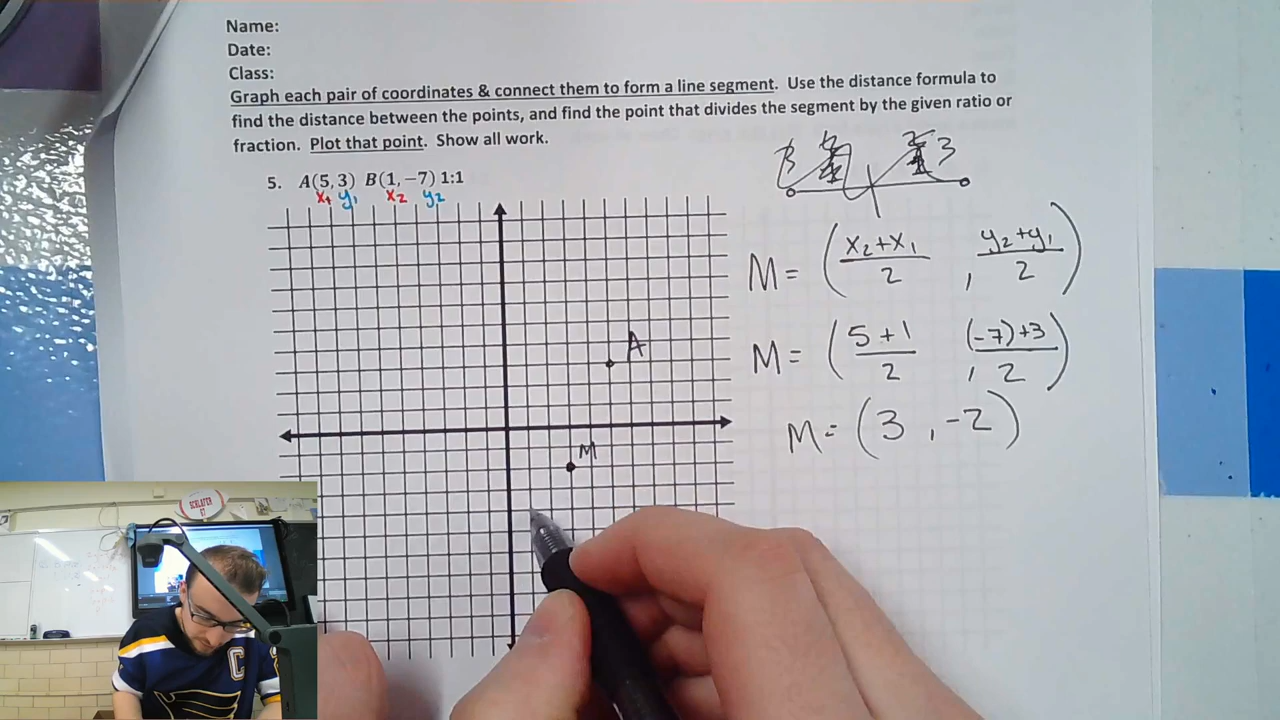 Name:
Date:
Class:
Graph each pair of coordinates & connect them to form a line segment. Use the distance formula to
find the distance between the points, and find the point that divides the segment by the given ratio or
fraction. Plot that point. Show all work.
5. A(5,3) B(1,−7) 1:1
x₁ y₁ x₂ y₂
3
M = (x₂+x₁/2, y₂+y₁/2)
M = (5+1/2, (-7)+3/2)
M = (3, -2)
A
M
SCHLATER
67
C